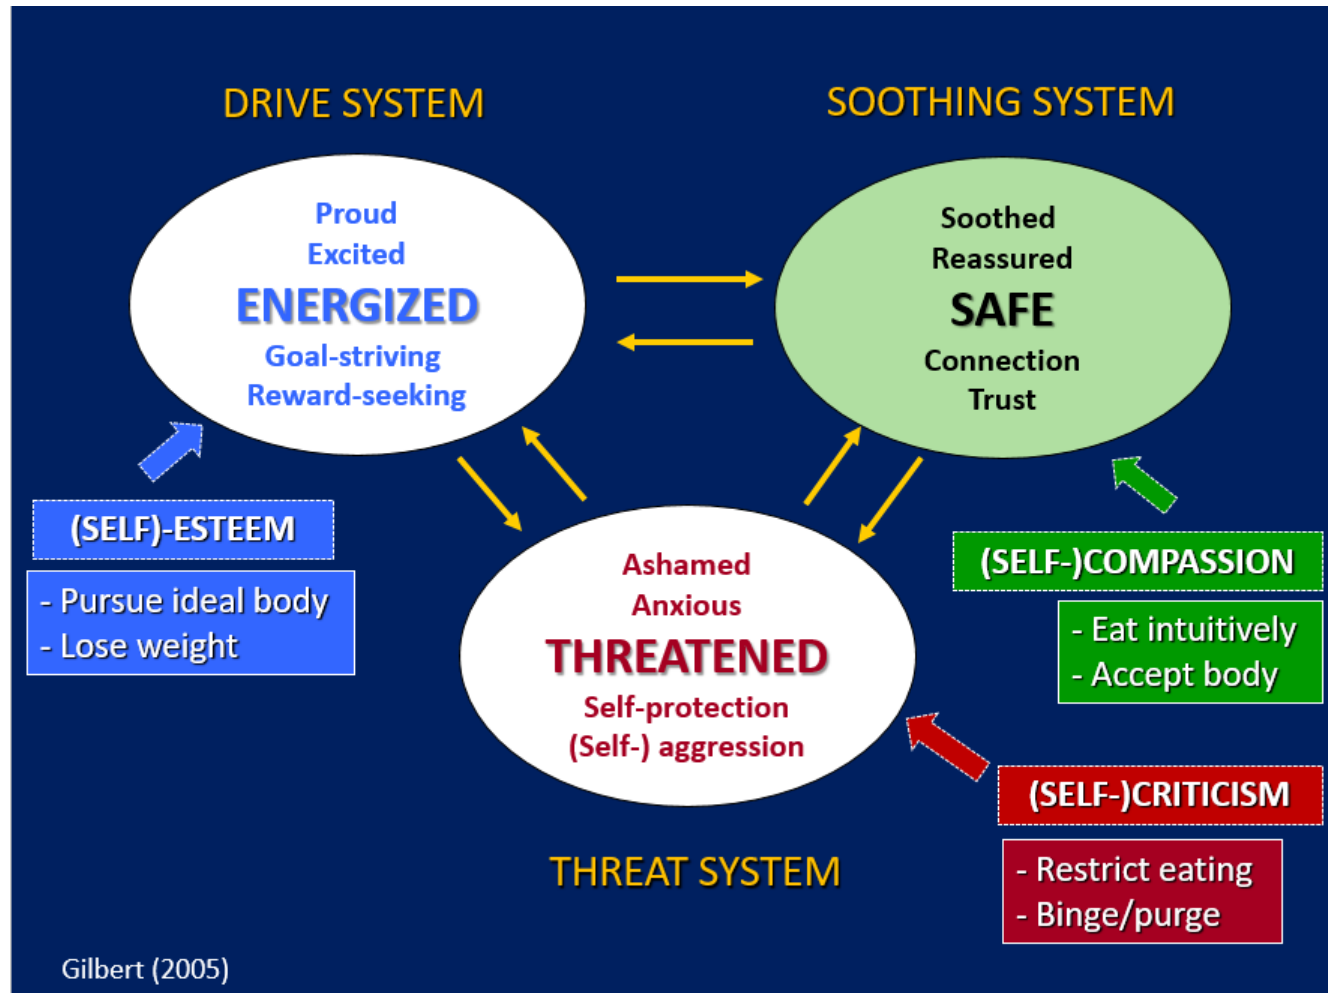 DRIVE SYSTEM
SOOTHING SYSTEM
Proud
Excited
ENERGIZED
Goal-striving
Reward-seeking
Soothed
Reassured
SAFE
Connection
Trust
(SELF)-ESTEEM
- Pursue ideal body
- Lose weight
Ashamed
Anxious
THREATENED
Self-protection
(Self-) aggression
(SELF-)COMPASSION
- Eat intuitively
- Accept body
(SELF-)CRITICISM
- Restrict eating
- Binge/purge
THREAT SYSTEM
Gilbert (2005)